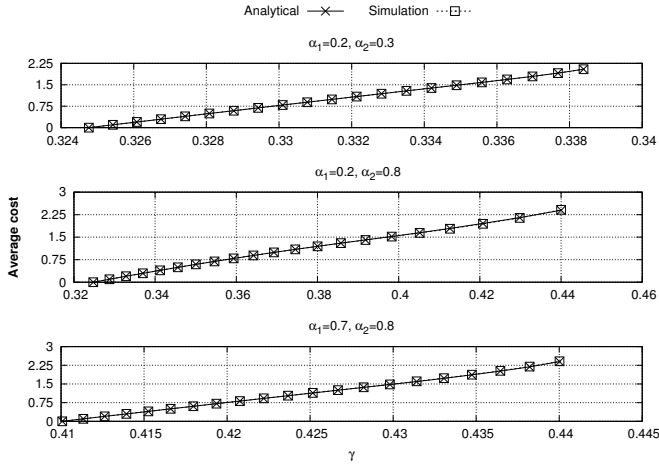 Analytical Simulation
α1=0.2, α2=0.3
2.25
1.5
0.75
0
0.324 0.326 0.328 0.33 0.332 0.334 0.336 0.338 0.34
α1=0.2, α2=0.8
3
2.25
1.5
0.75
0
0.32 0.34 0.36 0.38 0.4 0.42 0.44 0.46
Average cost
α1=0.7, α2=0.8
3
2.25
1.5
0.75
0
0.41 0.415 0.42 0.425 0.43 0.435 0.44 0.445
γ